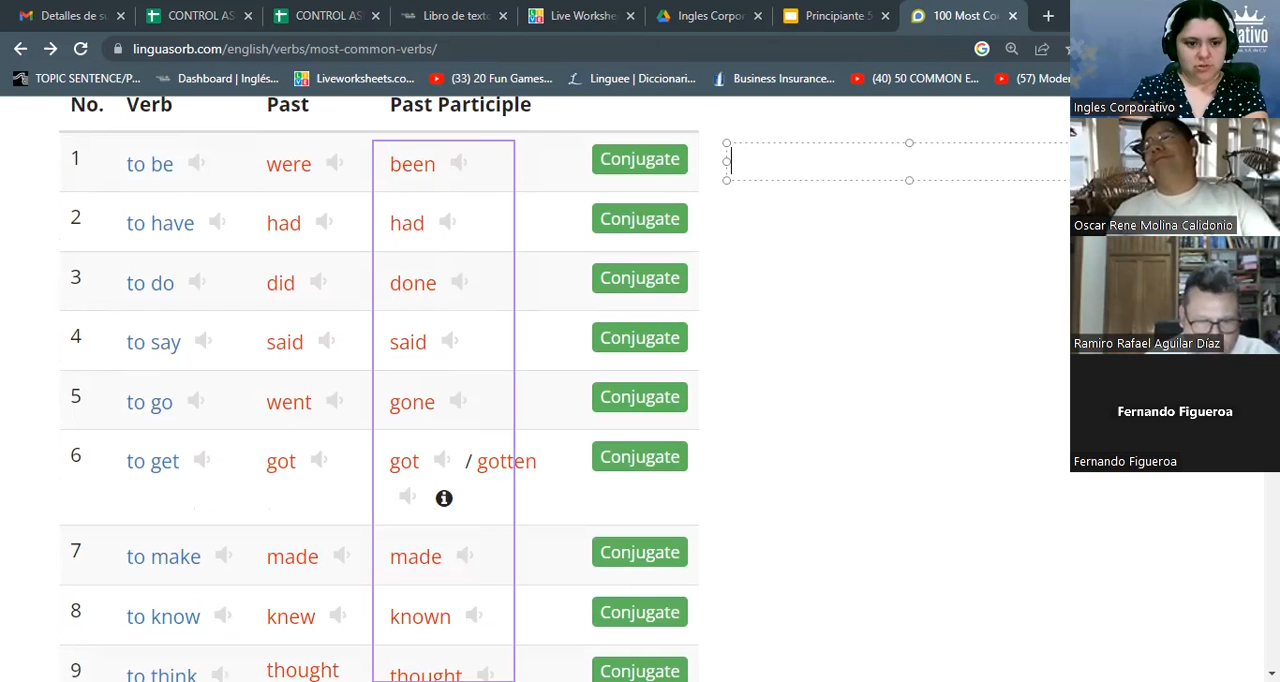 Detalles de su
CONTROL AS
CONTROL AS
Libro de texto
Live Workshe
Ingles Corpor
Principiante 5
100 Most Co
linguasorb.com/english/verbs/most-common-verbs/
TOPIC SENTENCE/P...
Dashboard | Inglés...
Liveworksheets.co...
(33) 20 Fun Games...
Linguee | Diccionari...
Business Insurance...
(40) 50 COMMON E...
(57) Moder
No. Verb Past Past Participle
1 to be were been Conjugate
2 to have had had Conjugate
3 to do did done Conjugate
4 to say said said Conjugate
5 to go went gone Conjugate
6 to get got got / gotten Conjugate
7 to make made made Conjugate
8 to know knew known Conjugate
9 to think thought thought Conjugate
Ingles Corporativo
Oscar Rene Molina Calidonio
Ramiro Rafael Aguilar Díaz
Fernando Figueroa
Fernando Figueroa